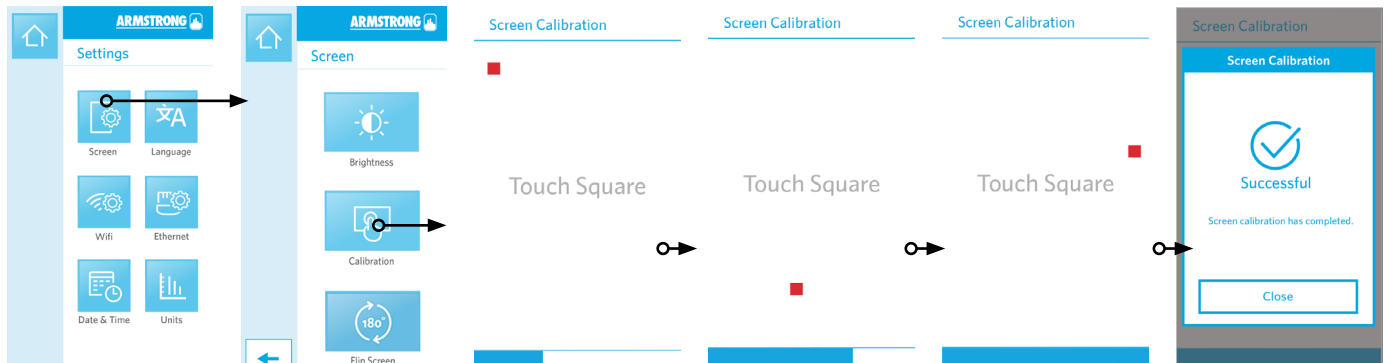 ARMSTRONG
Settings
Screen
Language
Wifi
Ethernet
Date & Time
Units
ARMSTRONG
Screen
Brightness
Calibration
180°
Flip Screen
Screen Calibration
Touch Square
Screen Calibration
Touch Square
Screen Calibration
Touch Square
Screen Calibration
Screen Calibration
Successful
Screen calibration has completed.
Close